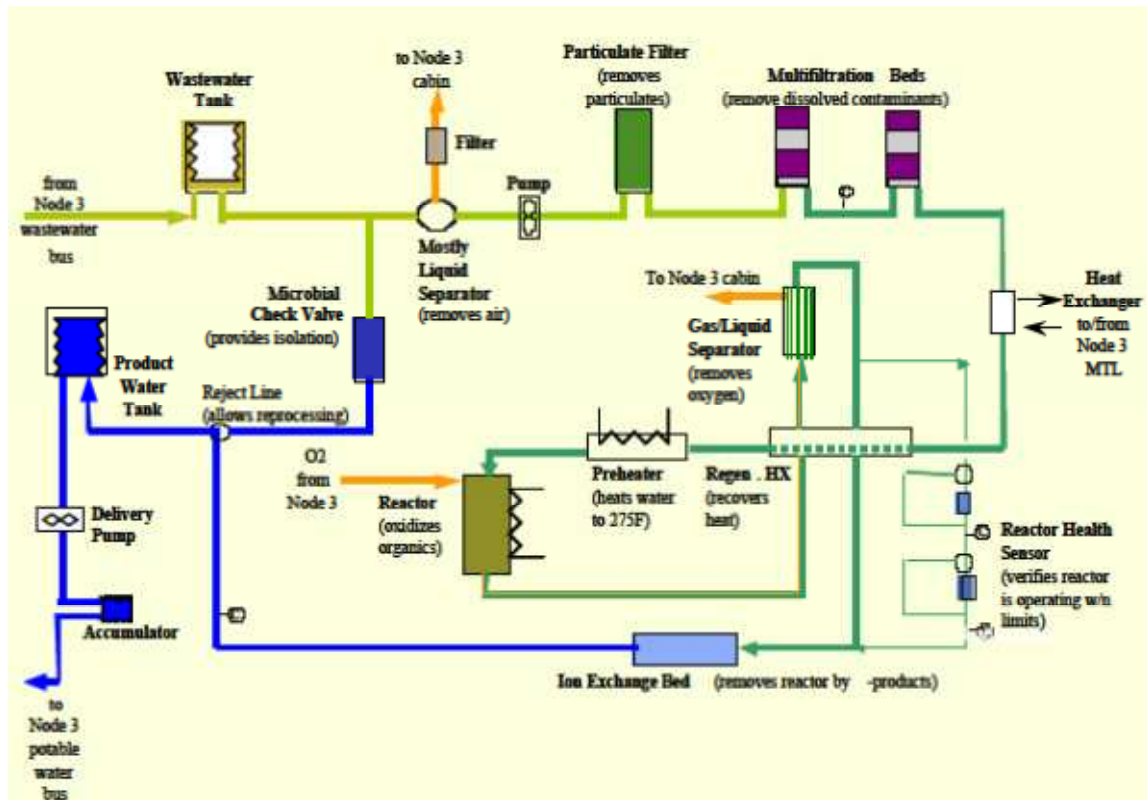 Wastewater
Tank
to Node 3
cabin
Filter
Particulate Filter
(removes
particulates)
Multifiltration Beds
(remove dissolved contaminants)
from
Node 3
wastewater
bus
Pump
Mostly
Liquid
Separator
(removes air)
Microbial
Check Valve
(provides isolation)
To Node 3 cabin
Gas/Liquid
Separator
(removes
oxygen)
Heat
Exchanger
to/from
Node 3
MTL
Product
Water
Tank
Reject Line
(allows reprocessing)
O2
from
Node 3
Reactor
(oxidizes
organics)
Preheater
(heats water
to 275F)
Regen . HX
(recovers
heat)
Delivery
Pump
Reactor Health
Sensor
(verifies reactor
is operating w/n
limits)
Accumulator
Ion Exchange Bed (removes reactor by -products)
to
Node 3
potable
water
bus